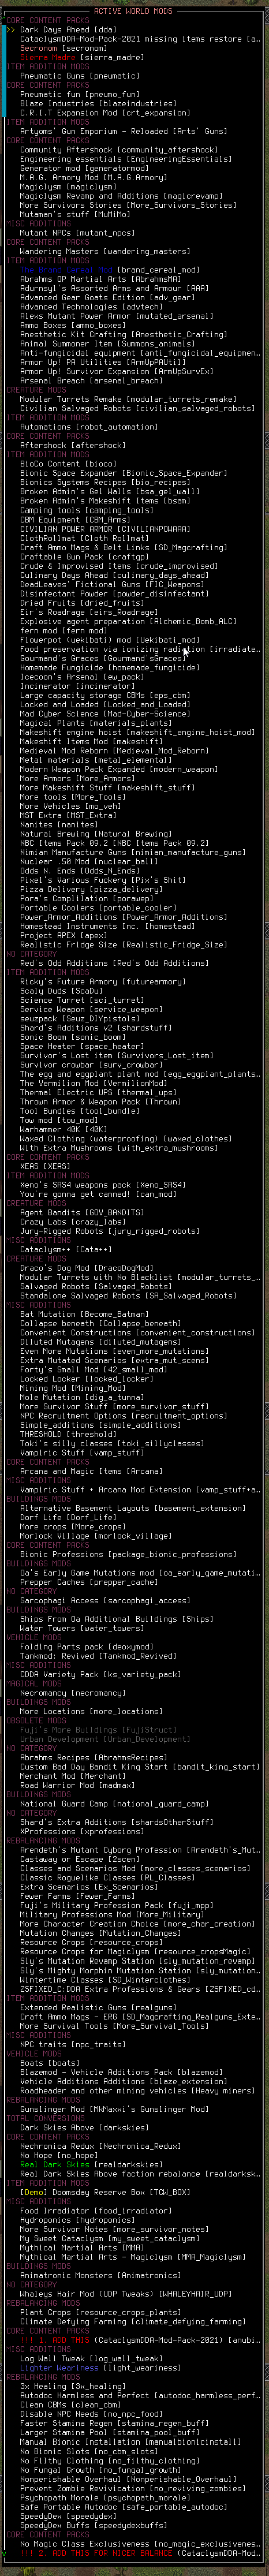 ACTIVE WORLD MODS
CORE CONTENT PACKS
>> Dark Days Ahead [dda]
CataclysmDDA-Mod-Pack-2021 missing items restore [a…
Secronom [secronom]
Sierra Madre [sierra_madre]
ITEM ADDITION MODS
Pneumatic Guns [pneumatic]
CORE CONTENT PACKS
Pneumatic fun [pneumo_fun]
Blaze Industries [blazeindustries]
C.R.I.T Expansion Mod [crt_expansion]
ITEM ADDITION MODS
Artyoms' Gun Emporium - Reloaded [Arts' Guns]
CORE CONTENT PACKS
Community Aftershock [community_aftershock]
Engineering essentials [EngineeringEssentials]
Generator mod [generatormod]
M.A.G. Armory Mod [M.A.G.Armory]
Magiclysm [magiclysm]
Magiclysm Revamp and Additions [magicrevamp]
More Survivors Stories [More_Survivors_Stories]
Mutaman's stuff [MuMiMo]
MISC ADDITIONS
Mutant NPCs [mutant_npcs]
CORE CONTENT PACKS
Wandering Masters [wandering_masters]
ITEM ADDITION MODS
The Grand Cereal Mod [brand_cereal_mod]
Abrams OP Martial Arts [AbrahmsMA]
Adurnsyl's Assorted Arms and Armour [AAA]
Advanced Gear Goats Edition [adv_gear]
Advanced Technologies [advtech]
Alexs Mutant Power Armor [mutated_arsenal]
Ammo Boxes [ammo_boxes]
Anesthetic Kit Crafting [Anesthetic_Crafting]
Animal Summoner Item [Summons_animals]
Anti-fungicidal equipment [anti_fungicidal_equipmen…
Armor Up! PA Utilities [ArmUpPAUtil]
Armor Up! Survivor Expansion [ArmUpSurvEx]
Arsenal Breach [arsenal_breach]
CREATURE MODS
Modular Turrets Remake [modular_turrets_remake]
Civilian Salvaged Robots [civilian_salvaged_robots]
ITEM ADDITION MODS
Automations [robot_automation]
CORE CONTENT PACKS
Aftershock [aftershock]
ITEM ADDITION MODS
BioCo Content [bioco]
Bionic Space Expander [Bionic_Space_Expander]
Bionics Systems Recipes [bio_recipes]
Broken Admin's Gel Walls [bsa_gel_wall]
Broken Admin's Makeshift Items [bsam]
Camping tools [camping_tools]
CBM Equipment [CBM_Arms]
CIVILIAN POWER ARMOR [CIVILIANPOWAAA]
ClothRollmat [Cloth Rollmat]
Craft Ammo Mags & Belt Links [SD_Magcrafting]
Craftable Gun Pack [craftgp]
Crude & Improvised Items [crude_improvised]
Culinary Days Ahead [culinary_days_ahead]
DeadLeaves' Fictional Guns [FIC_Weapons]
Disinfectant Powder [powder_disinfectant]
Dried Fruits [dried_fruits]
Eir's Roadrage [eirs_Roadrage]
Explosive agent preparation [Alchemic_Bomb_ALC]
fern mod [fern mod]
Flowerpot (uekibati) mod [Uekibati_mod]
Food preservation via ionizing radiation [irradiate…
Gourmand's Graces [Gourmand'sGraces]
Homemade Fungicide [homemade_fungicide]
Icecoon's Arsenal [ew_pack]
Incinerator [incinerator]
Large capacity storage CBMs [eps_cbm]
Locked and Loaded [Locked_and_Loaded]
Mad Cyber Science [Mad-Cyber-Science]
Magical Plants [materials_plants]
Makeshift engine hoist [makeshift_engine_hoist_mod]
Makeshift Items Mod [makeshift]
Medieval Mod Reborn [Medieval_Mod_Reborn]
Metal materials [metal_elemental]
Modern Weapon Pack Expanded [modern_weapon]
More Armors [More_Armors]
More Makeshift Stuff [makeshift_stuff]
More tools [More_Tools]
More Vehicles [mo_veh]
MST Extra [MST_Extra]
Nanites [nanites]
Natural Brewing [Natural Brewing]
NBC Items Pack 09.2 [NBC Items Pack 09.2]
Nimian Manufacture Guns [nimian_manufacture_guns]
Nuclear .50 Mod [nuclear_ball]
Odds N. Ends [Odds_N_Ends]
Pixel's Various Fuckery [Pix's Shit]
Pizza Delivery [pizza_delivery]
Pora's Compilation [porawep]
Portable Coolers [portable_cooler]
Power_Armor_Additions [Power_Armor_Additions]
Homestead Instruments Inc. [homestead]
Project APEX [apex]
Realistic Fridge Size [Realistic_Fridge_Size]
NO CATEGORY
Red's Odd Additions [Red's Odd Additions]
ITEM ADDITION MODS
Ricky's Future Armory [futurearmory]
Scaly Duds [ScaDu]
Science Turret [sci_turret]
Service Weapon [service_weapon]
seuzpack [Seuz_DIYpistols]
Shard's Additions v2 [shardstuff]
Sonic Boom [sonic_boom]
Space Heater [space_heater]
Survivor's Lost item [Survivors_Lost_item]
Survivor crowbar [surv_crowbar]
The egg and eggplant plant mod [egg_eggplant_plants…
The Vermilion Mod [VermilionMod]
Thermal Electric UPS [thermal_ups]
Thrown Armor & Weapon Pack [Thrown]
Tool Bundles [tool_bundle]
Tow mod [tow_mod]
Warhammer 40K [40K]
Waxed Clothing (waterproofing) [waxed_clothes]
With Extra Mushrooms [with_extra_mushrooms]
CORE CONTENT PACKS
XEAS [XEAS]
ITEM ADDITION MODS
Xeno's SAS4 weapons pack [Xeno_SAS4]
You're gonna get canned! [can_mod]
CREATURE MODS
Agent Bandits [GOV_BANDITS]
Crazy Labs [crazy_labs]
Jury-Rigged Robots [jury_rigged_robots]
MISC ADDITIONS
Cataclysm++ [Cata++]
CREATURE MODS
Draco's Dog Mod [DracoDogMod]
Modular Turrets with No Blacklist [modular_turrets_…
Salvaged Robots [Salvaged_Robots]
Standalone Salvaged Robots [SA_Salvaged_Robots]
MISC ADDITIONS
Bat Mutation [Become_Batman]
Collapse beneath [Collapse_beneath]
Convenient Constructions [convenient_constructions]
Diluted Mutagens [diluted_mutagens]
Even More Mutations [even_more_mutations]
Extra Mutated Scenarios [extra_mut_scens]
Forty's Small Mod [42_small_mod]
Locked Locker [locked_locker]
Mining Mod [Mining_Mod]
Mole Mutation [dig_a_tunna]
More Survivor Stuff [more_survivor_stuff]
NPC Recruitment Options [recruitment_options]
Simple_additions [simple_additions]
THRESHOLD [threshold]
Toki's silly classes [toki_sillyclasses]
Vampiric Stuff [vamp_stuff]
CORE CONTENT PACKS
Arcana and Magic Items [Arcana]
MISC ADDITIONS
Vampiric Stuff + Arcana Mod Extension [vamp_stuff+a…
BUILDINGS MODS
Alternative Basement Layouts [basement_extension]
Dorf Life [Dorf_Life]
More crops [More_crops]
Morlock Village [morlock_village]
CORE CONTENT PACKS
Bionic Professions [package_bionic_professions]
BUILDINGS MODS
Oa's Early Game Mutations mod [oa_early_game_mutati…
Prepper Caches [prepper_cache]
NO CATEGORY
Sarcophagi Access [sarcophagi_access]
BUILDINGS MODS
Ships From Oa Additional Buildings [Ships]
Water Towers [water_towers]
VEHICLE MODS
Folding Parts pack [deoxymod]
Tankmod: Revived [Tankmod_Revived]
MISC ADDITIONS
CDDA Variety Pack [ks_variety_pack]
MAGICAL MODS
Necromancy [necromancy]
BUILDINGS MODS
More Locations [more_locations]
OBSOLETE MODS
Fuji's More Buildings [FujiStruct]
Urban Development [Urban_Development]
NO CATEGORY
Abrahms Recipes [AbrahmsRecipes]
Custom Bad Day Bandit King Start [bandit_king_start]
Merchant Mod [Merchant]
Road Warrior Mod [madmax]
BUILDINGS MODS
National Guard Camp [national_guard_camp]
NO CATEGORY
Shard's Extra Additions [shardsOtherStuff]
XProfessions [xprofessions]
REBALANCING MODS
Arendeth's Mutant Cyborg Profession [Arendeth's_Mut…
Castaway or Escape [2scen]
Classes and Scenarios Mod [more_classes_scenarios]
Classic Roguelike Classes [RL_Classes]
Extra Scenarios [Ex_Scenarios]
Fewer Farms [Fewer_Farms]
Fuji's Military Profession Pack [fuji_mpp]
Military Professions Mod [More_Military]
More Character Creation Choice [more_char_creation]
Mutation Changes [Mutation_Changes]
Resource Crops [resource_crops]
Resource Crops for Magiclysm [resource_cropsMagic]
Sly's Mutation Revamp Station [sly_mutation_revamp]
Sly's Mighty Morphin Mutation Station [sly_mutation…
Wintertime Classes [SD_Winterclothes]
ZSFIXED_C:DDA Extra Professions & Gears [ZSFIXED_cd…
ITEM ADDITION MODS
Extended Realistic Guns [realguns]
Craft Ammo Mags - ERG [SD_Magcrafting_Realguns_Exte…
More Survival Tools [More_Survival_Tools]
MISC ADDITIONS
NPC traits [npc_traits]
VEHICLE MODS
Boats [boats]
Blazemod - Vehicle Additions Pack [blazemod]
Vehicle Additions Additions [blaze_extension]
Roadheader and other mining vehicles [Heavy miners]
REBALANCING MODS
Gunslinger Mod [MkMaxxi's Gunslinger Mod]
TOTAL CONVERSIONS
Dark Skies Above [darkskies]
CORE CONTENT PACKS
Nechronica Redux [Nechronica_Redux]
No Hope [no_hope]
Real Dark Skies [realdarkskies]
Real Dark Skies Above faction rebalance [realdarksk…
ITEM ADDITION MODS
[Demo] Doomsday Reserve Box [TCW_BOX]
MISC ADDITIONS
Food Irradiator [food_irradiator]
Hydroponics [hydroponics]
More Survivor Notes [more_survivor_notes]
My Sweet Cataclysm [my_sweet_cataclysm]
Mythical Martial Arts [MMA]
Mythical Martial Arts - Magiclysm [MMA_Magiclysm]
BUILDINGS MODS
Animatronic Monsters [Animatronics]
NO CATEGORY
Whaleys Hair Mod (UDP Tweaks) [WHALEYHAIR_UDP]
REBALANCING MODS
Plant Crops [resource_crops_plants]
Climate Defying Farming [climate_defying_farming]
CORE CONTENT PACKS
!!! 1. ADD THIS (CataclysmDDA-Mod-Pack-2021) [anubi…
MISC ADDITIONS
Log Wall Tweak [log_wall_tweak]
Lighter Weariness [light_weariness]
REBALANCING MODS
3x Healing [3x_healing]
Autodoc Harmless and Perfect [autodoc_harmless_perf…
Clean CBMs [clean_cbm]
Disable NPC Needs [no_npc_food]
Faster Stamina Regen [stamina_regen_buff]
Larger Stamina Pool [stamina_pool_buff]
Manual Bionic Installation [manualbionicinstall]
No Bionic Slots [no_cbm_slots]
No Filthy Clothing [no_filthy_clothing]
No Fungal Growth [no_fungal_growth]
Nonperishable Overhaul [Nonperishable_Overhaul]
Prevent Zombie Revivication [no_reviving_zombies]
Psychopath Morale [psychopath_morale]
Safe Portable Autodoc [safe_portable_autodoc]
SpeedyDex [speedydex]
SpeedyDex Buffs [speedydexbuffs]
CORE CONTENT PACKS
No Magic Class Exclusiveness [no_magic_exclusivenes…
!!! 2. ADD THIS FOR NICER BALANCE (CataclysmDDA-Mod…